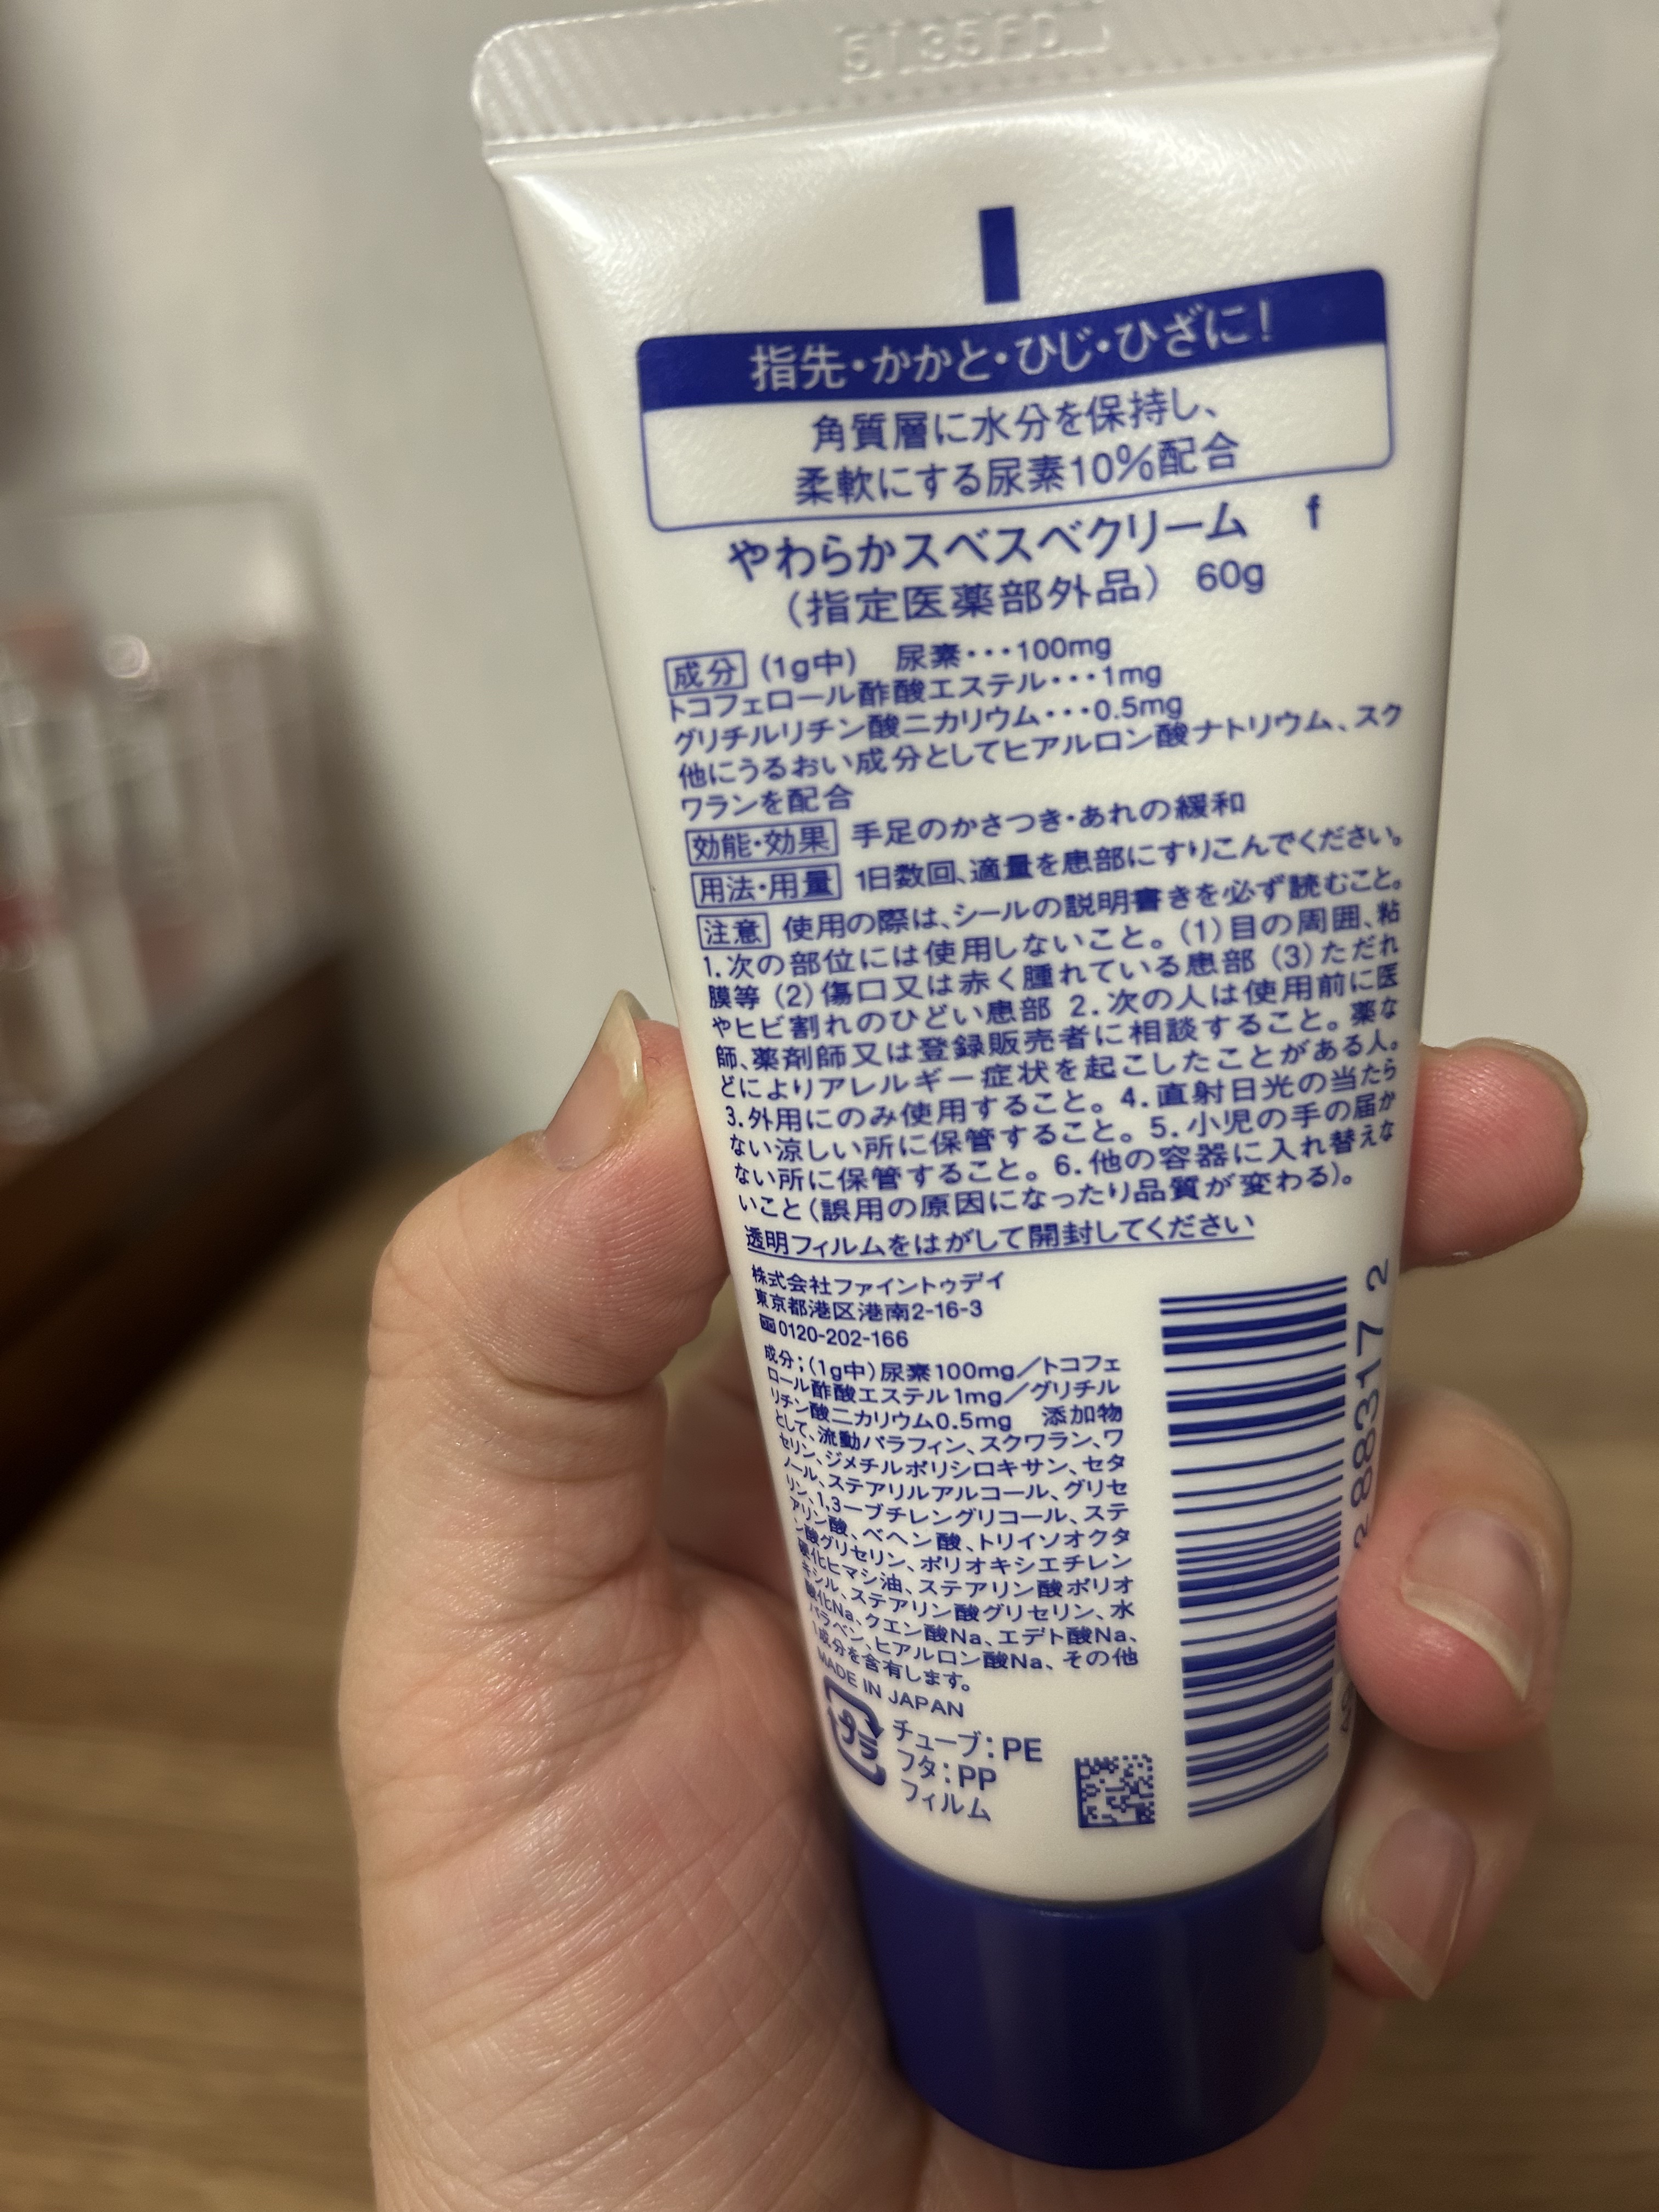 指先・かかと・ひじ・ひざに!
角質層に水分を保持し、
柔軟にする尿素10%配合
やわらかスベスベクリーム f
(指定医薬部外品) 60g
成分 (1g中) 尿素・・・100mg
トコフェロール酢酸エステル・・・1mg
グリチルリチン酸ニカリウム・・・0.5mg
他にうるおい成分としてヒアルロン酸ナトリウム、スク
ワランを配合
効能・効果 手足のかさつき・あれの緩和
用法・用量 1日数回、適量を患部にすりこんでください。
注意 使用の際は、シールの説明書きを必ず読むこと。
1.次の部位には使用しないこと。(1)目の周囲、粘
膜等 (2)傷口又は赤く腫れている患部 (3)ただれ
やヒビ割れのひどい患部 2.次の人は使用前に医
師、薬剤師又は登録販売者に相談すること。薬な
どによりアレルギー症状を起こしたことがある人。
3.外用にのみ使用すること。4.直射日光の当たら
ない涼しい所に保管すること。5.小児の手の届か
ない所に保管すること。6.他の容器に入れ替えな
いこと(誤用の原因になったり品質が変わる)。
透明フィルムをはがして開封してください
株式会社ファイントゥデイ
東京都港区港南2-16-3
0120-202-166
成分;(1g中)尿素100mg/トコフェ
ロール酢酸エステル1mg/グリチル
リチン酸二カリウム0.5mg 添加物
として、流動パラフィン、スクワラン、ワ
セリン、ジメチルポリシロキサン、セタ
ノール、ステアリルアルコール、グリセ
リン、1,3-ブチレングリコール、ステ
アリン酸、ベヘン酸、トリイソオクタ
ン酸グリセリン、ポリオキシエチレン
硬化ヒマシ油、ステアリン酸ポリオ
キシル、ステアリン酸グリセリン、水
酸化Na、クエン酸Na、エデト酸Na、
パラベン、ヒアルロン酸Na、その他
1成分を含有します。
MADE IN JAPAN
プラ
チューブ:PE
フタ:PP
フィルム
88317 2